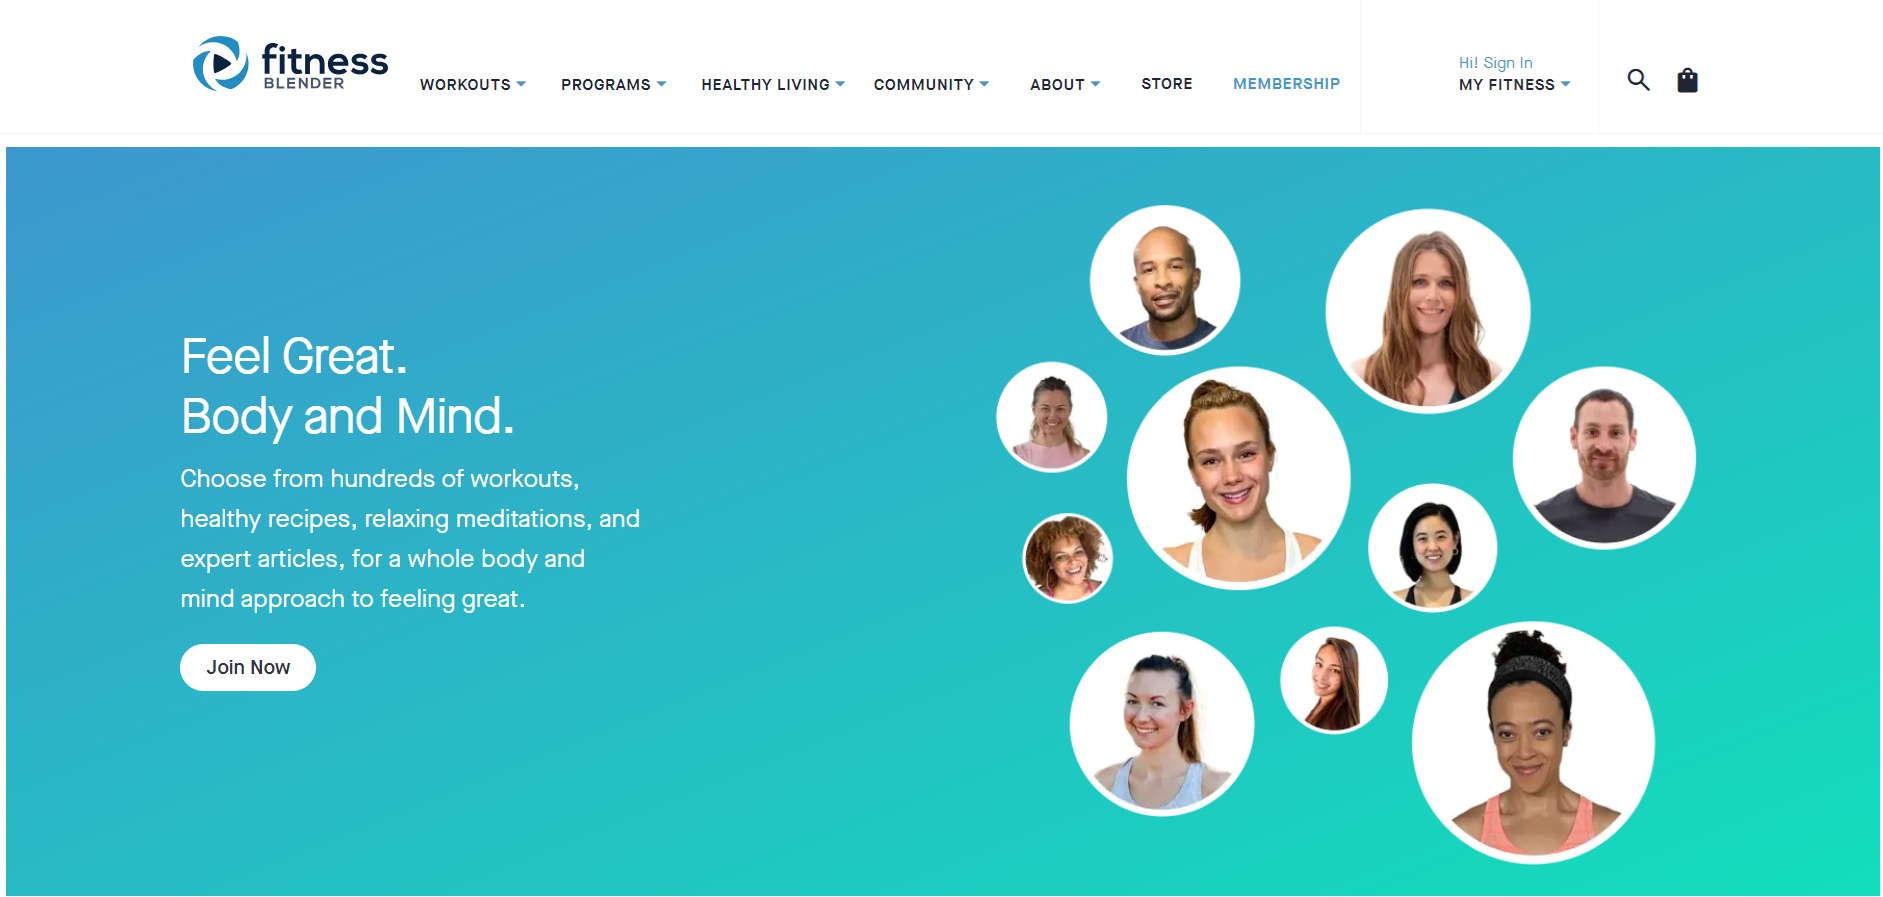 fitness
BLENDER
WORKOUTS PROGRAMS HEALTHY LIVING COMMUNITY ABOUT STORE MEMBERSHIP
Hi! Sign In
MY FITNESS
Feel Great.
Body and Mind.
Choose from hundreds of workouts,
healthy recipes, relaxing meditations, and
expert articles, for a whole body and
mind approach to feeling great.
Join Now